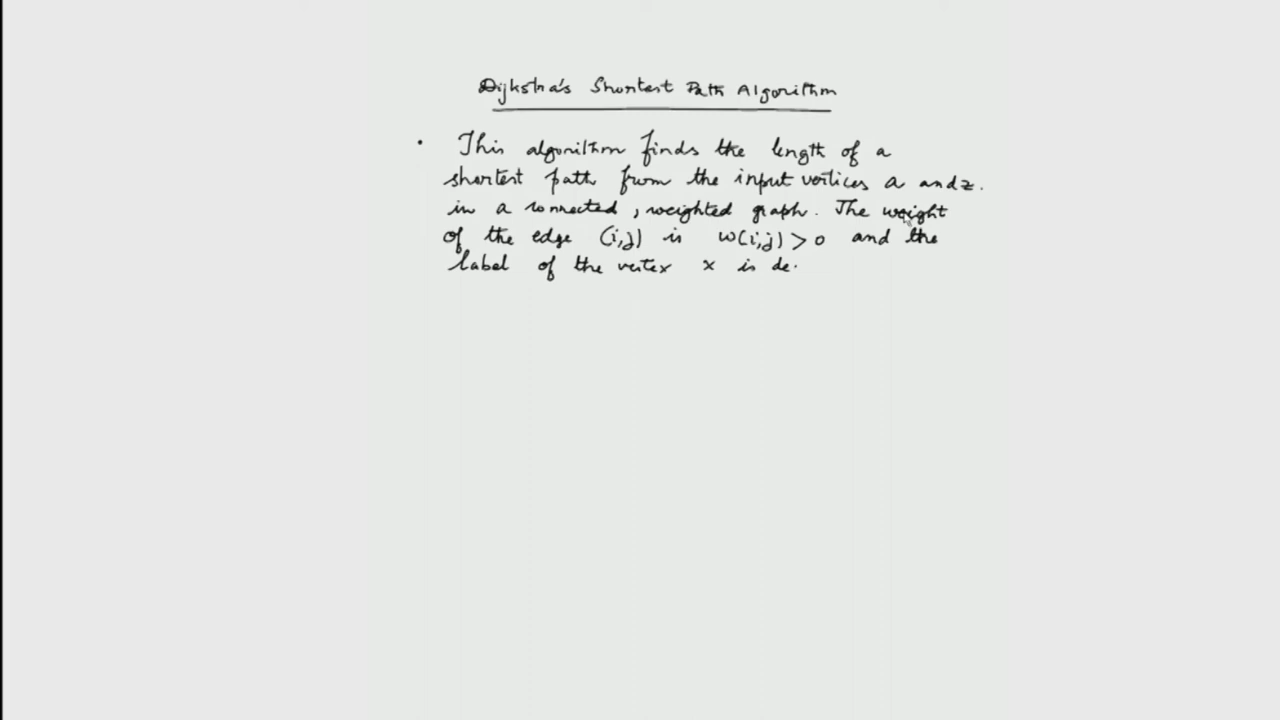 Dijkstra's Shortest Path Algorithm
• This algorithm finds the length of a
shortest path from the input vertices a and z.
in a connected, weighted graph. The weight
of the edge (i,j) is w(i,j) > 0 and the
label of the vertex x is de.